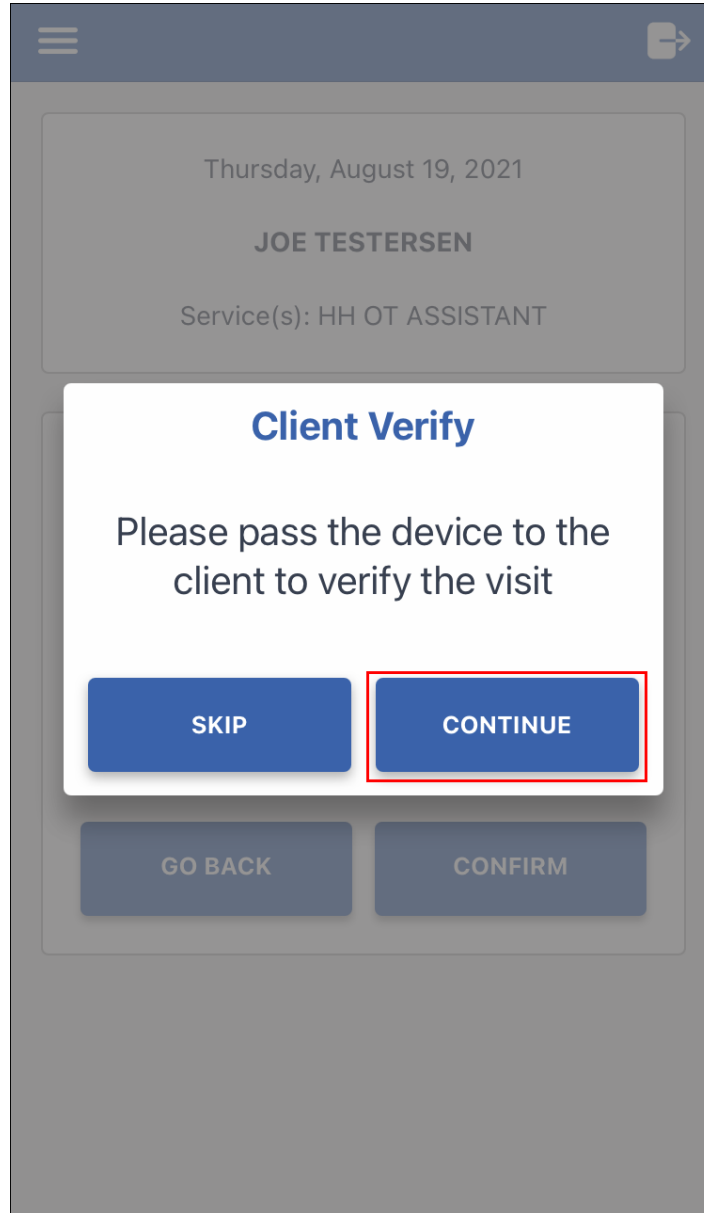 Thursday, August 19, 2021
JOE TESTERSEN
Service(s): HH OT ASSISTANT
Client Verify
Please pass the device to the
client to verify the visit
SKIP
CONTINUE
GO BACK
CONFIRM